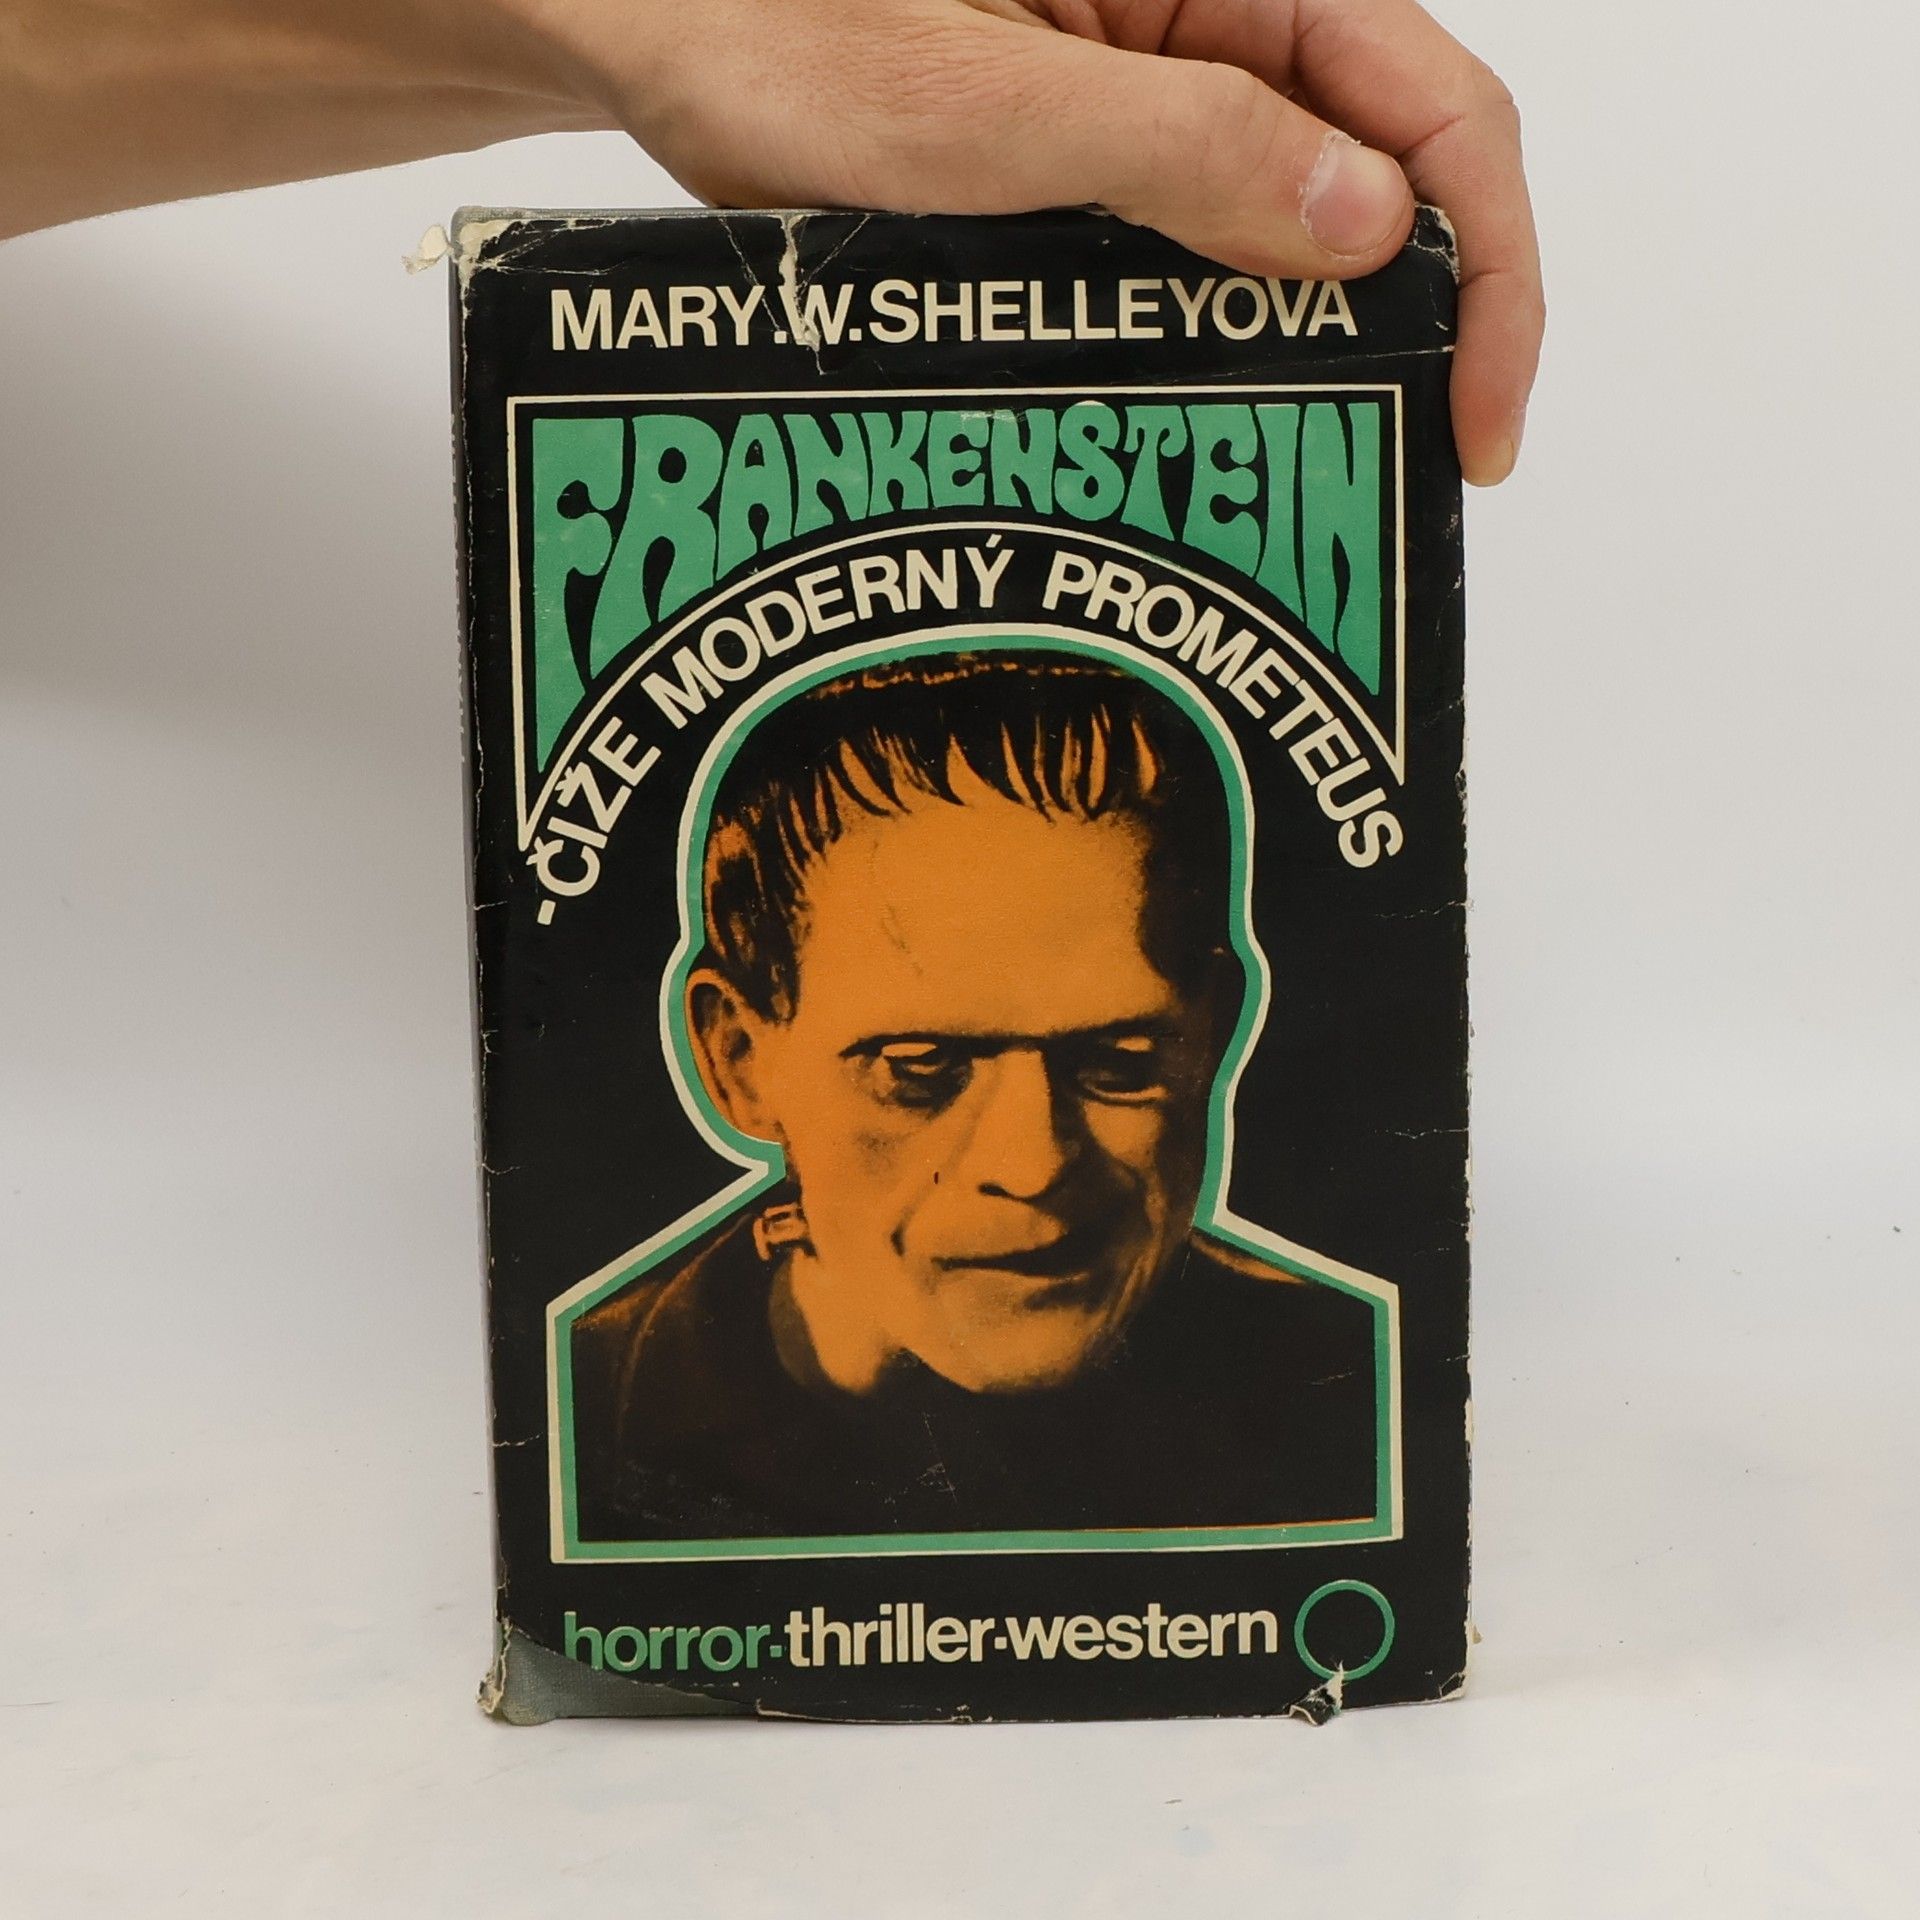 MARY.W.SHELLEYOVA
FRANKENSTEIN
-ČIŽE MODERNÝ PROMETEUS
horror·thriller·western